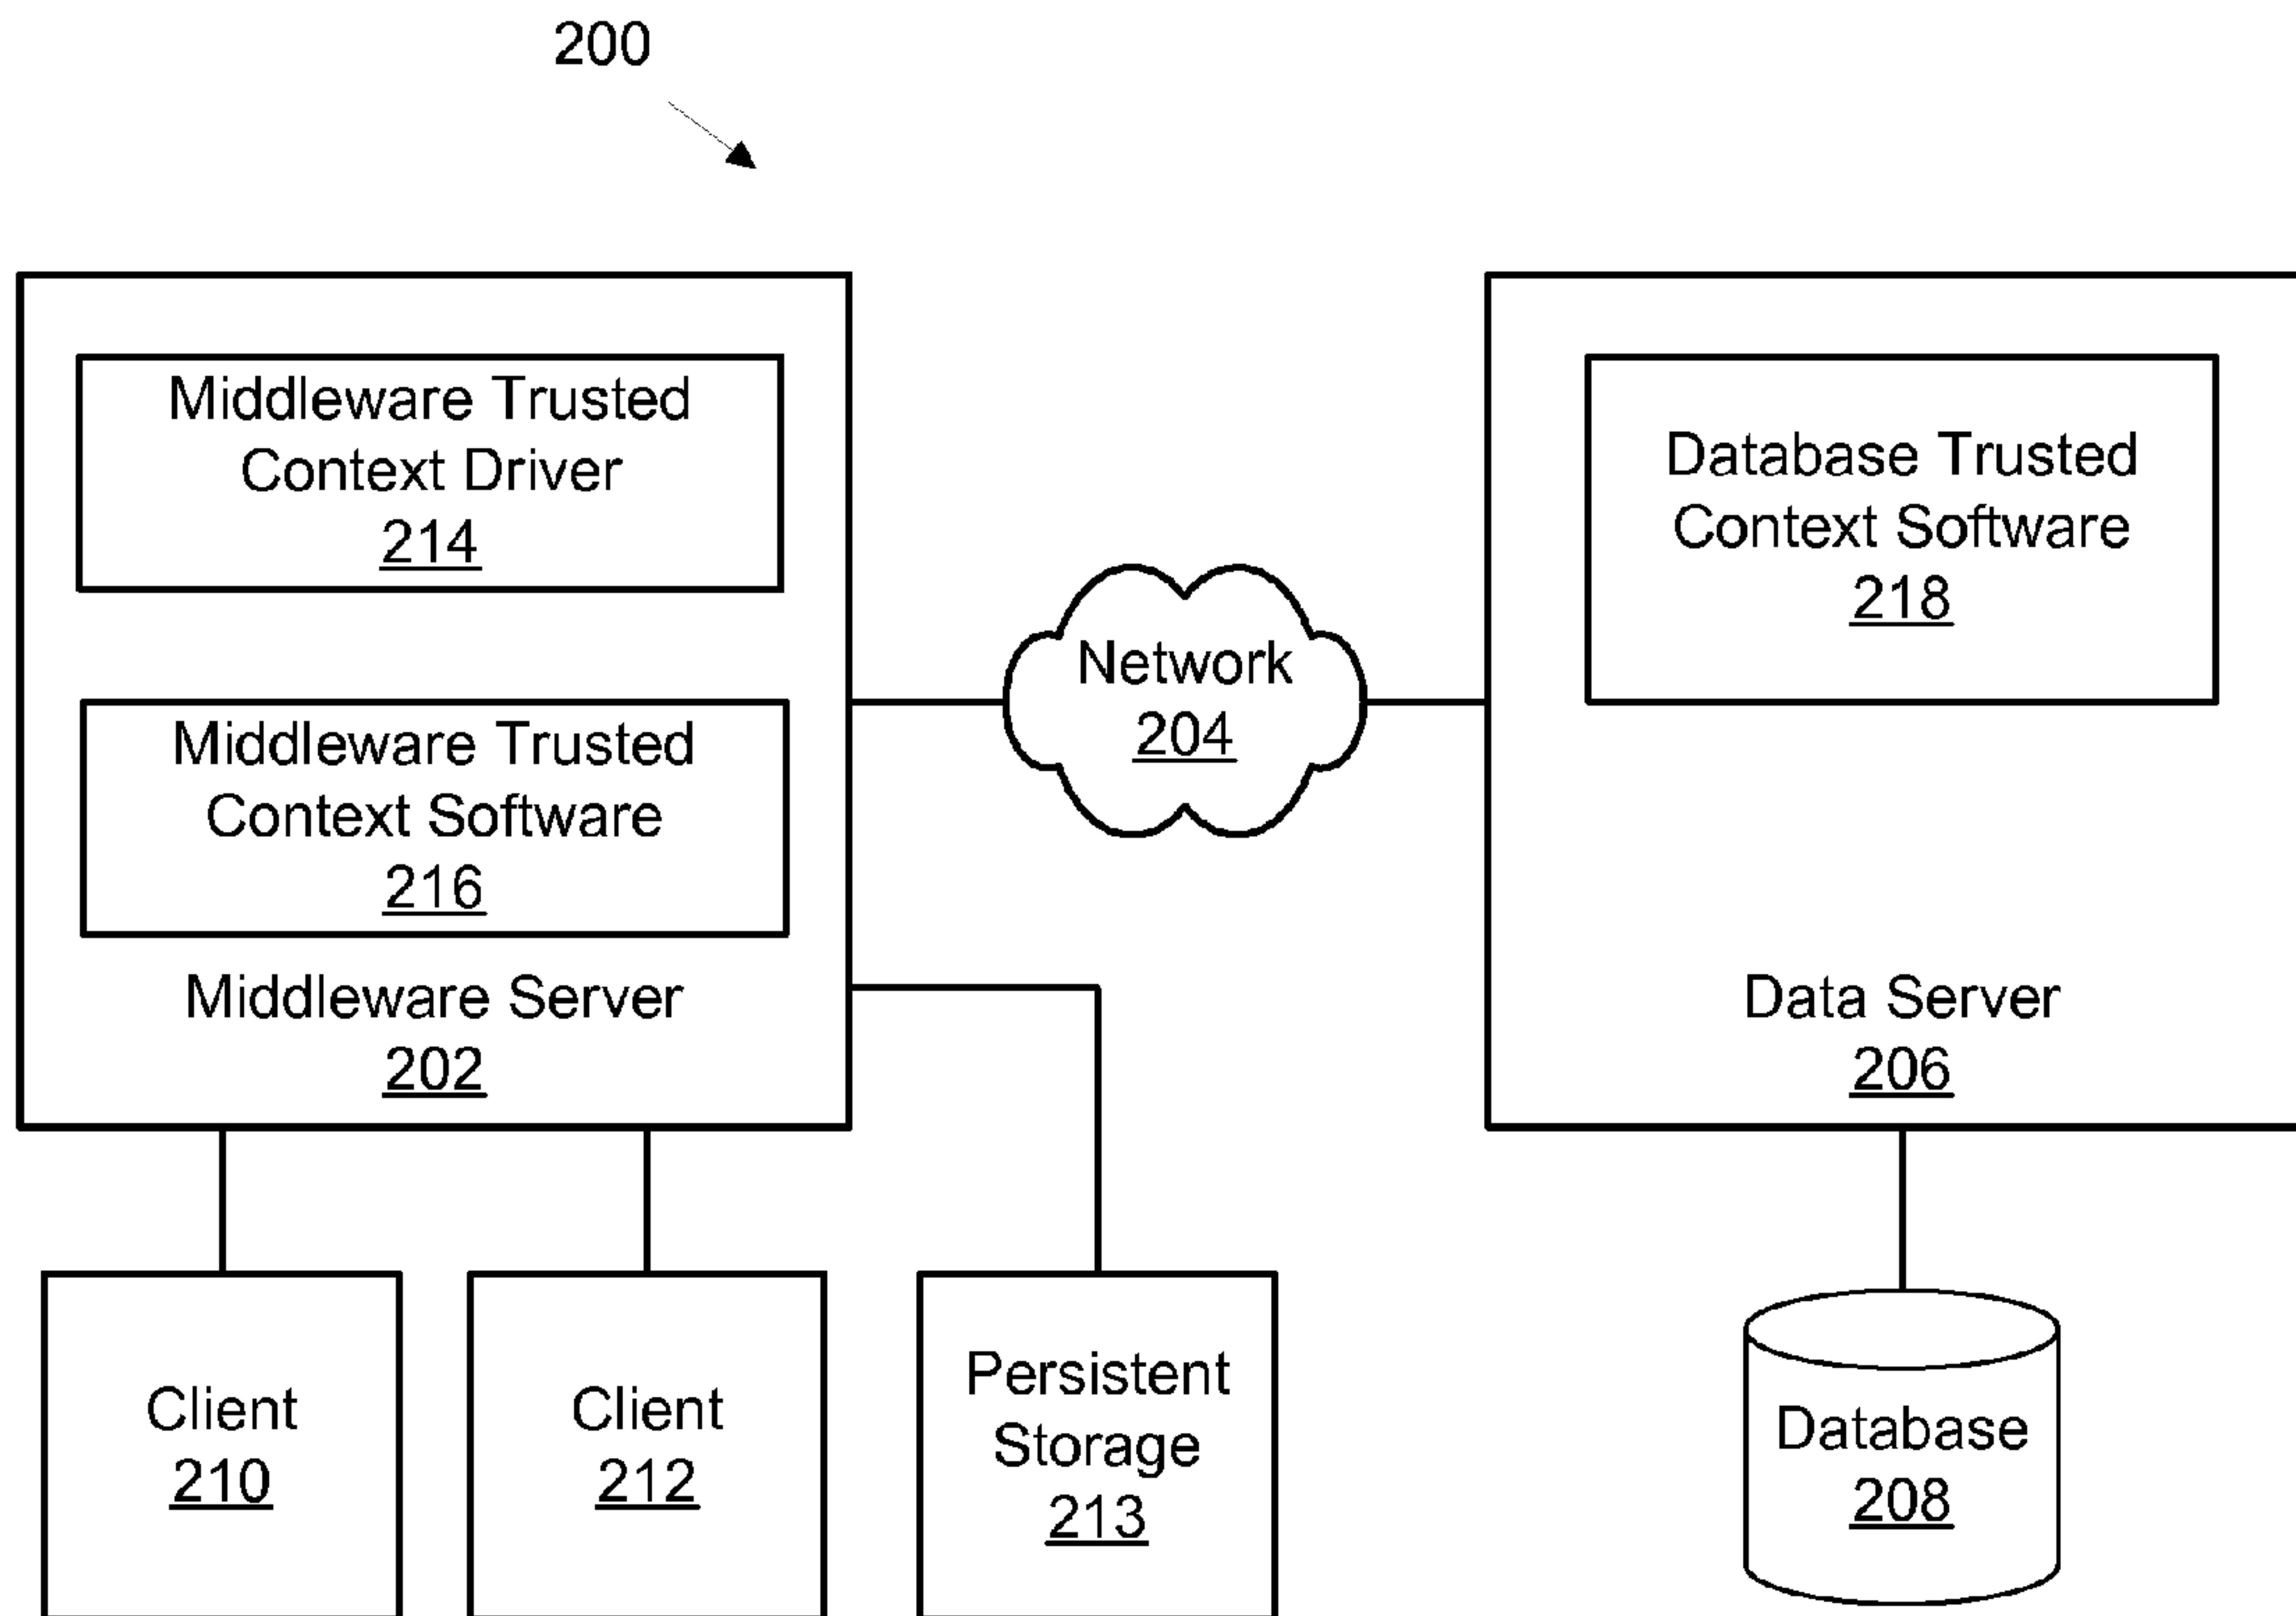 200
Middleware Trusted
Context Driver
214
Middleware Trusted
Context Software
216
Middleware Server
202
Network
204
Database Trusted
Context Software
218
Data Server
206
Client
210
Client
212
Persistent
Storage
213
Database
208